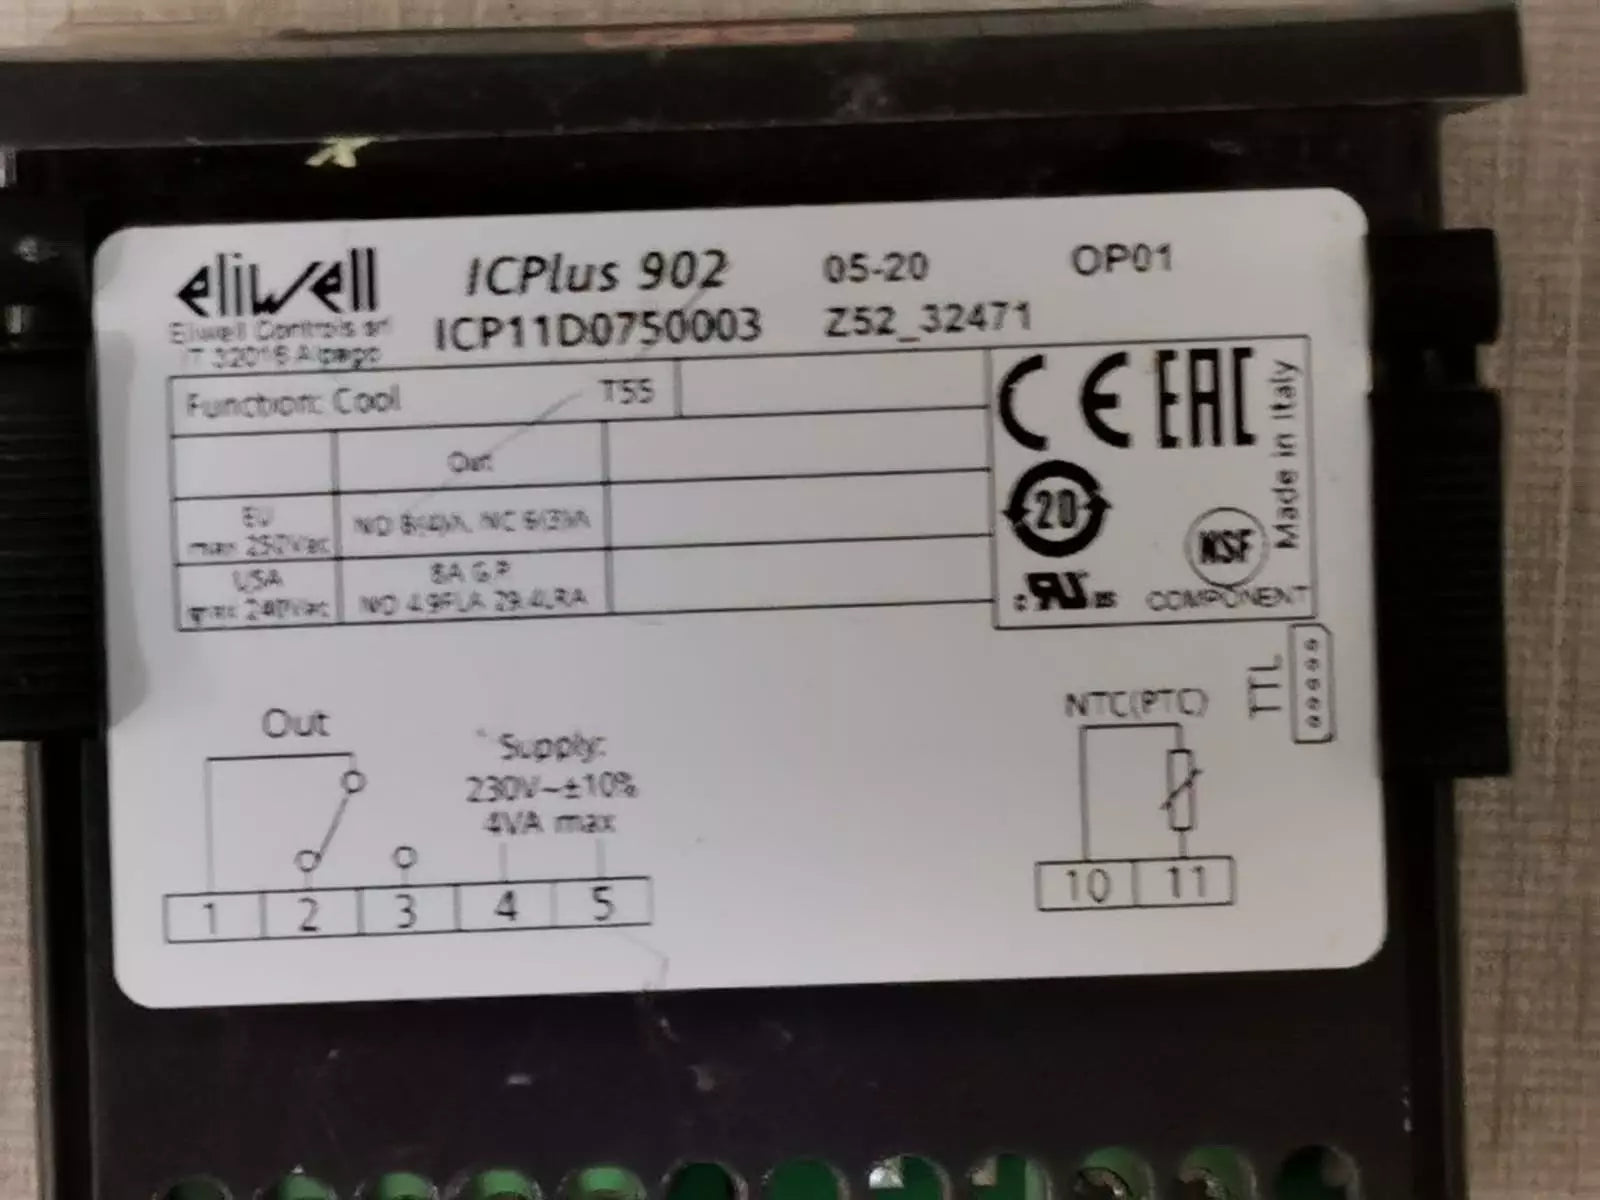 eliwell
ICPlus 902
05-20
OP01
Eliwell Controls srl
IT 32016 Alpago
ICP11D0750003
Z52_32471
Function: Cool
T55
Out
EU
max 250Vac
NO 8(4)A, NC 6(3)A
USA
max 240Vac
8A G.P.
NO 4.9FLA 29.4LRA
CE EAC
Made in Italy
20
c RU us
NSF
COMPONENT
TTL
Out
Supply:
230V~±10%
4VA max
NTC(PTC)
1 2 3 4 5
10 11